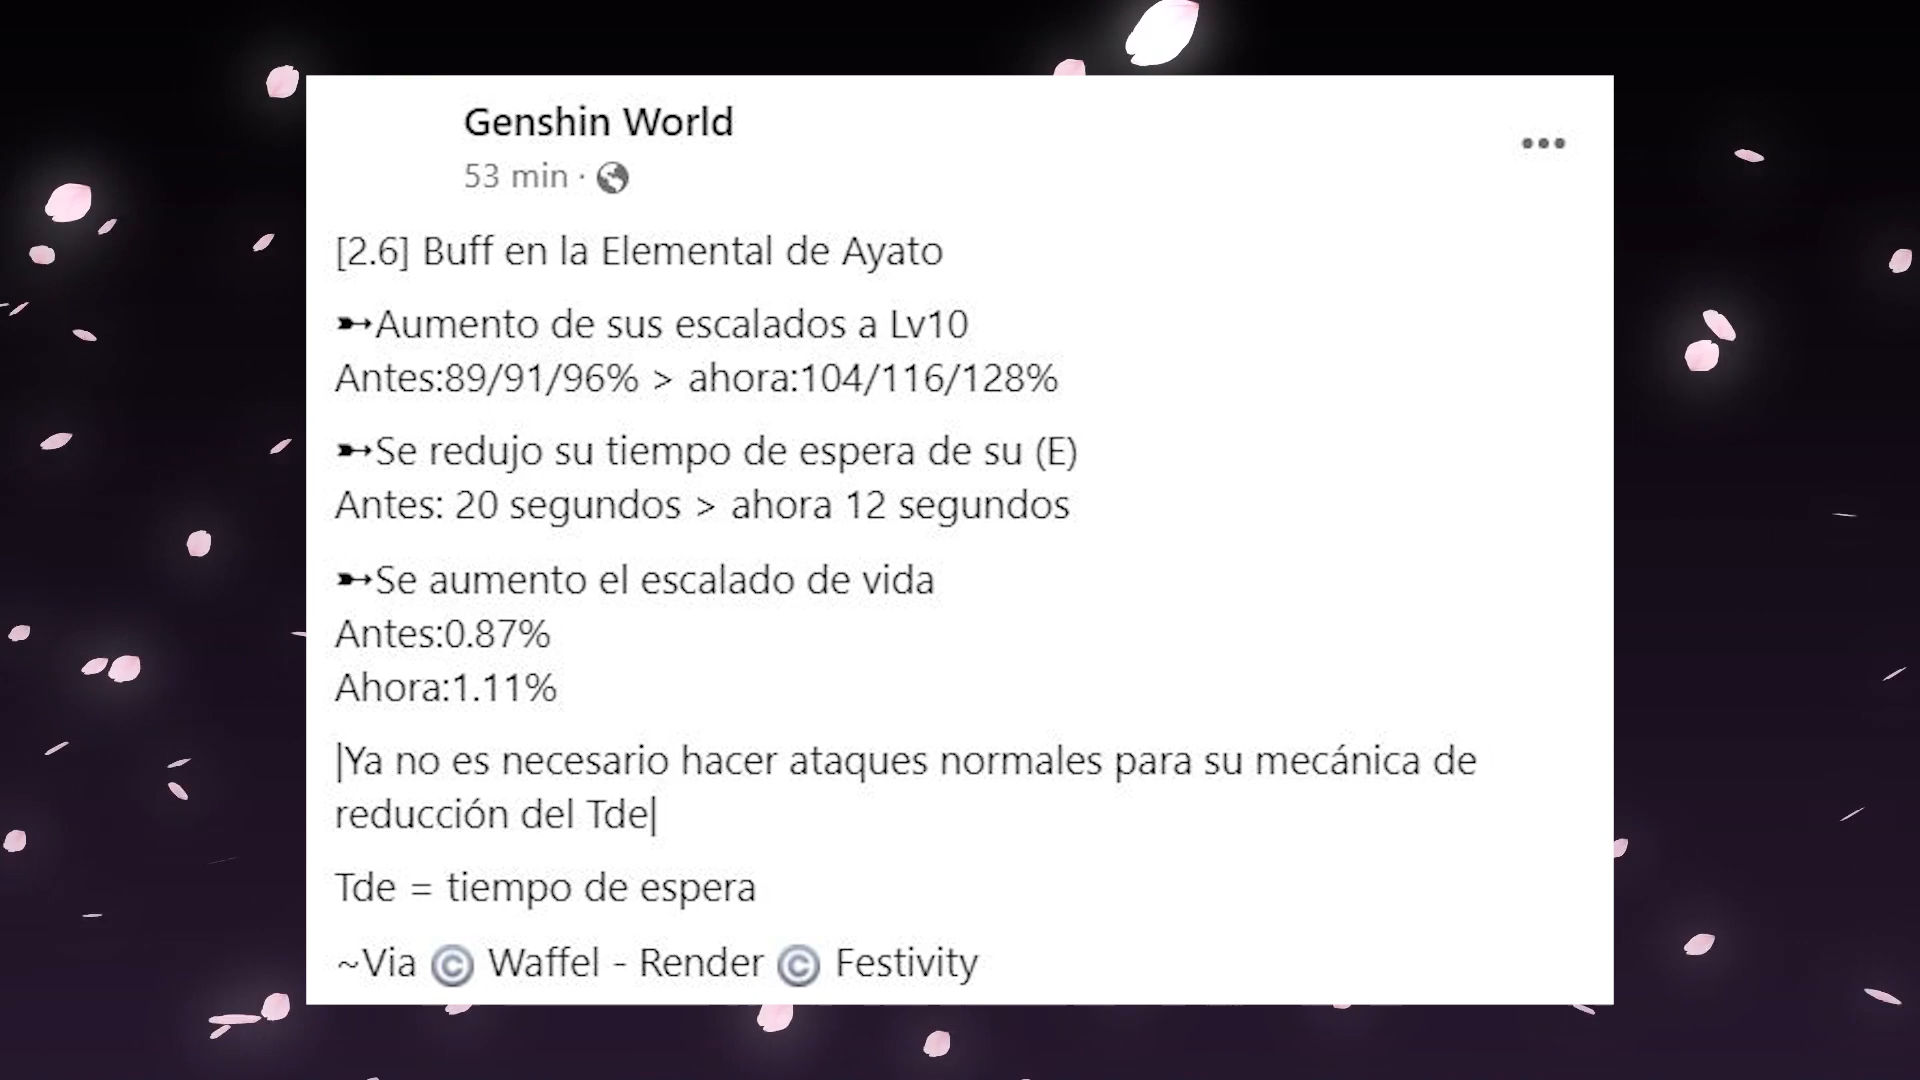 Genshin World
53 min ·
[2.6] Buff en la Elemental de Ayato
➵Aumento de sus escalados a Lv10
Antes:89/91/96% > ahora:104/116/128%
➵Se redujo su tiempo de espera de su (E)
Antes: 20 segundos > ahora 12 segundos
➵Se aumento el escalado de vida
Antes:0.87%
Ahora:1.11%
|Ya no es necesario hacer ataques normales para su mecánica de
reducción del Tde|
Tde = tiempo de espera
~Via © Waffel - Render © Festivity